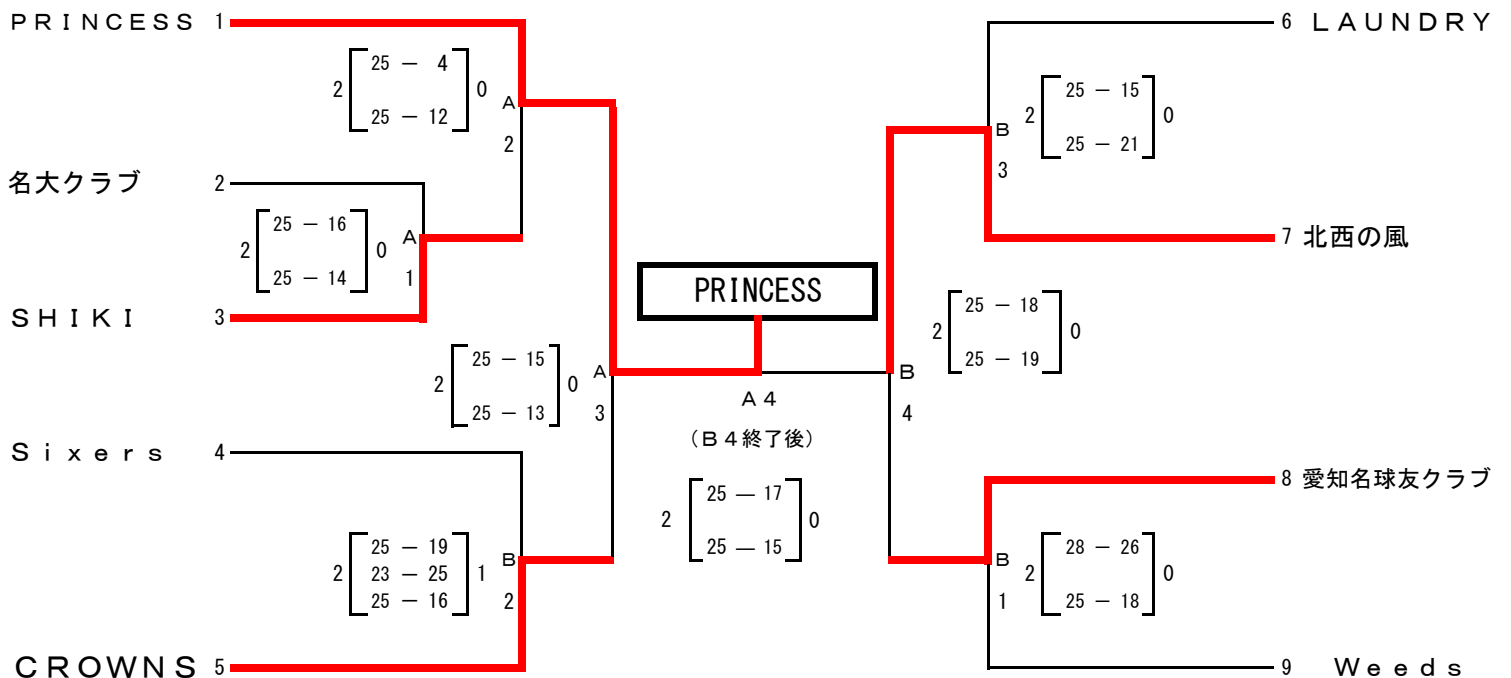 PRINCESS 1
2 [25 － 4 25 － 12] 0
A
2
名大クラブ 2
2 [25 － 16 25 － 14] 0
A
1
SHIKI 3
2 [25 － 15 25 － 13] 0
A
3
Sixers 4
2 [25 － 19 23 － 25 25 － 16] 1
B
2
CROWNS 5
PRINCESS
A4
（B4終了後）
2 [25 － 17 25 － 15] 0
6 LAUNDRY
2 [25 － 15 25 － 21] 0
B
3
7 北西の風
2 [25 － 18 25 － 19] 0
B
4
8 愛知名球友クラブ
2 [28 － 26 25 － 18] 0
B
1
9 Weeds